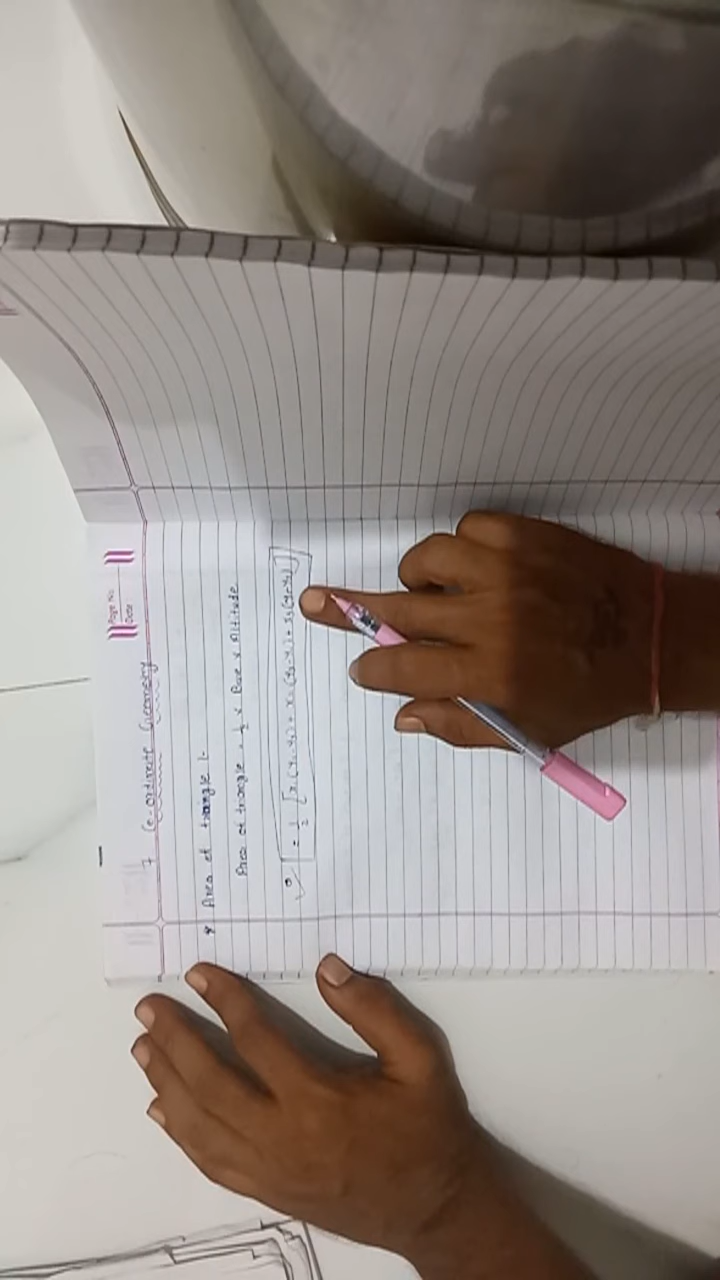 Page No.
Date
7 Co-ordinate Geometry
* Area of triangle :-
Area of triangle = 1/2 x Base x Altitude
= 1/2 [x₁(y₂-y₃) + x₂(y₃-y₁) + x₃(y₁-y₂)]